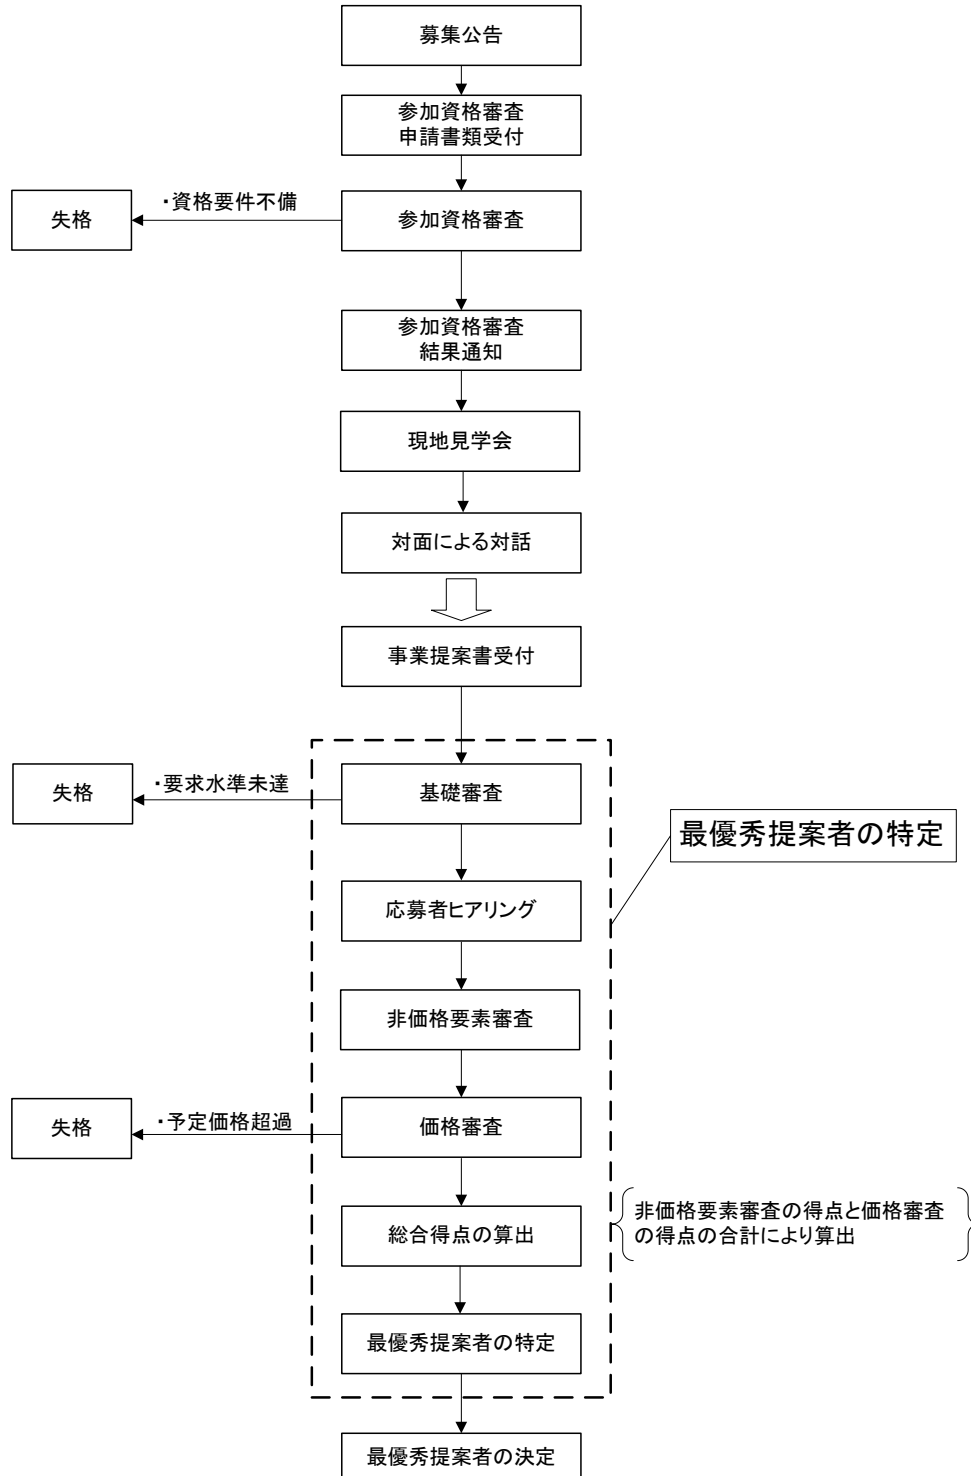 募集公告
参加資格審査
申請書類受付
失格
・資格要件不備
参加資格審査
参加資格審査
結果通知
現地見学会
対面による対話
事業提案書受付
失格
・要求水準未達
基礎審査
最優秀提案者の特定
応募者ヒアリング
非価格要素審査
失格
・予定価格超過
価格審査
総合得点の算出
非価格要素審査の得点と価格審査
の得点の合計により算出
最優秀提案者の特定
最優秀提案者の決定